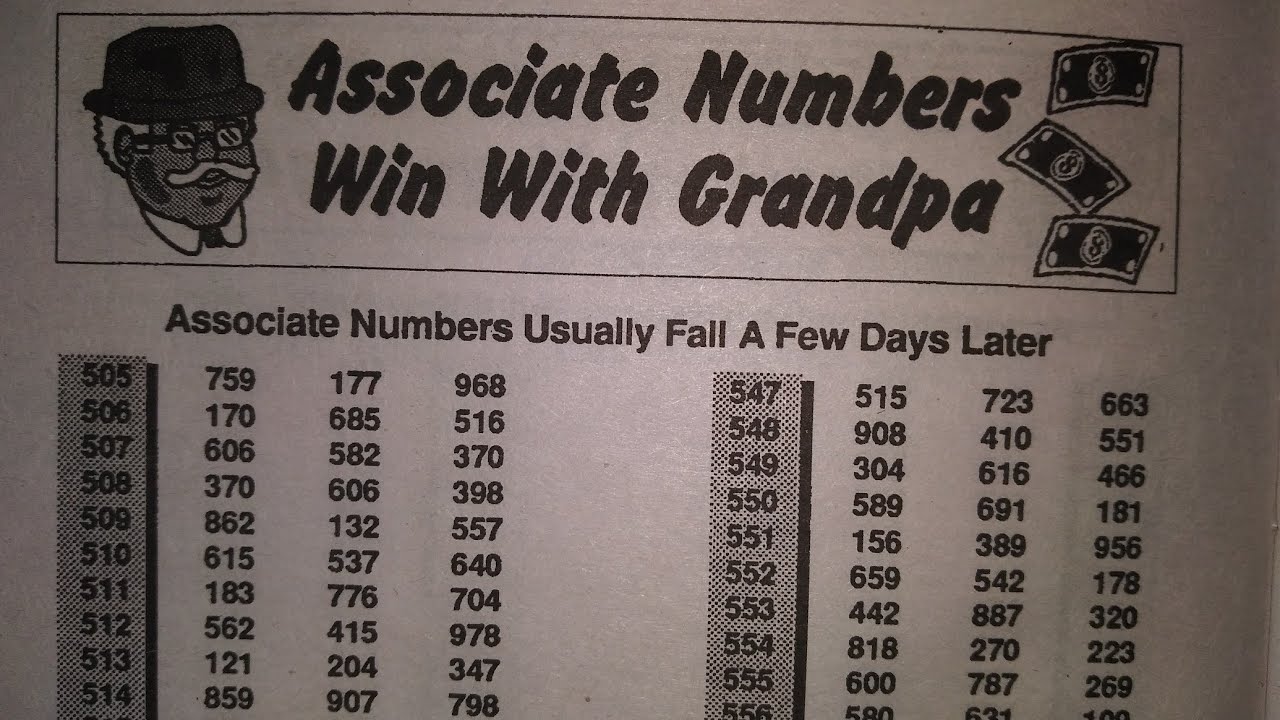 Associate Numbers
Win With Grandpa
Associate Numbers Usually Fall A Few Days Later
505 759 177 968
506 170 685 516
507 606 582 370
508 370 606 398
509 862 132 557
510 615 537 640
511 183 776 704
512 562 415 978
513 121 204 347
514 859 907 798
547 515 723 663
548 908 410 551
549 304 616 466
550 589 691 181
551 156 389 956
552 659 542 178
553 442 887 320
554 818 270 223
555 600 787 269
556 580 631